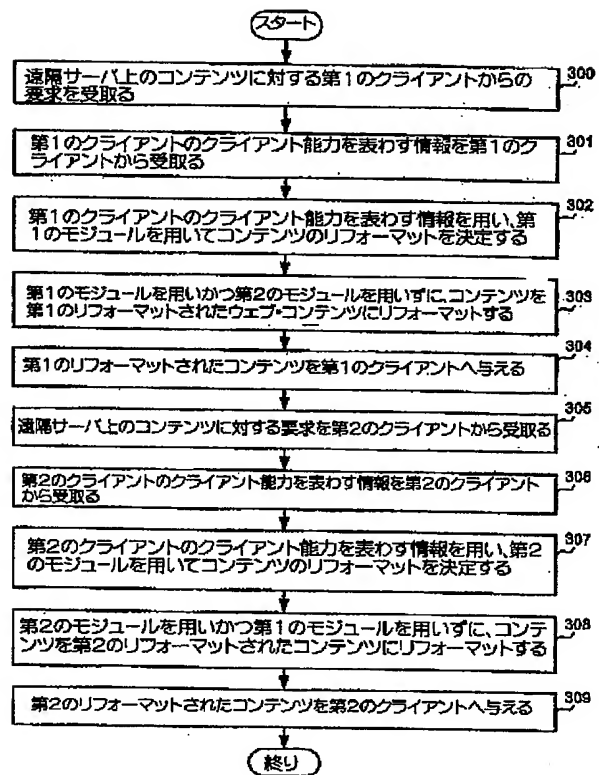 スタート
300
遠隔サーバ上のコンテンツに対する第1のクライアントからの
要求を受取る
301
第1のクライアントのクライアント能力を表わす情報を第1のク
ライアントから受取る
302
第1のクライアントのクライアント能力を表わす情報を用い、第
1のモジュールを用いてコンテンツのリフォーマットを決定する
303
第1のモジュールを用いかつ第2のモジュールを用いずに、コンテンツを
第1のリフォーマットされたウェブ・コンテンツにリフォーマットする
304
第1のリフォーマットされたコンテンツを第1のクライアントへ与える
305
遠隔サーバ上のコンテンツに対する要求を第2のクライアントから受取る
306
第2のクライアントのクライアント能力を表わす情報を第2のクライアント
から受取る
307
第2のクライアントのクライアント能力を表わす情報を用い、第2
のモジュールを用いてコンテンツのリフォーマットを決定する
308
第2のモジュールを用いかつ第1のモジュールを用いずに、コンテ
ンツを第2のリフォーマットされたコンテンツにリフォーマットする
309
第2のリフォーマットされたコンテンツを第2のクライアントへ与える
終り